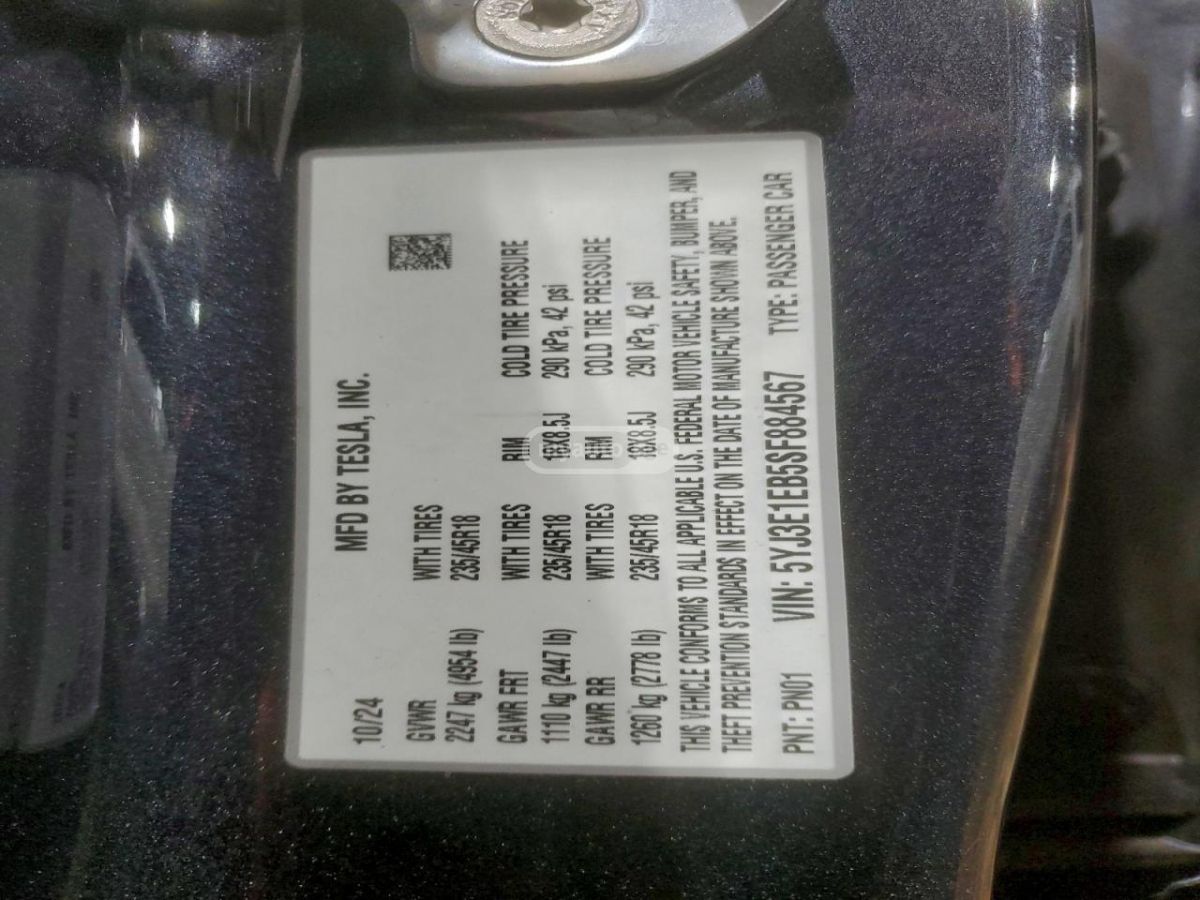 10/24 MFD BY TESLA, INC.
GVWR WITH TIRES
2247 kg (4954 lb) 235/45R18
GAWR FRT WITH TIRES RIM COLD TIRE PRESSURE
1110 kg (2447 lb) 235/45R18 18X8.5J 290 kPa, 42 psi
GAWR RR WITH TIRES RIM COLD TIRE PRESSURE
1260 kg (2778 lb) 235/45R18 18X8.5J 290 kPa, 42 psi
THIS VEHICLE CONFORMS TO ALL APPLICABLE U.S. FEDERAL MOTOR VEHICLE SAFETY, BUMPER, AND
THEFT PREVENTION STANDARDS IN EFFECT ON THE DATE OF MANUFACTURE SHOWN ABOVE.
PNT: PN01 VIN: 5YJ3E1EB5SF884567 TYPE: PASSENGER CAR